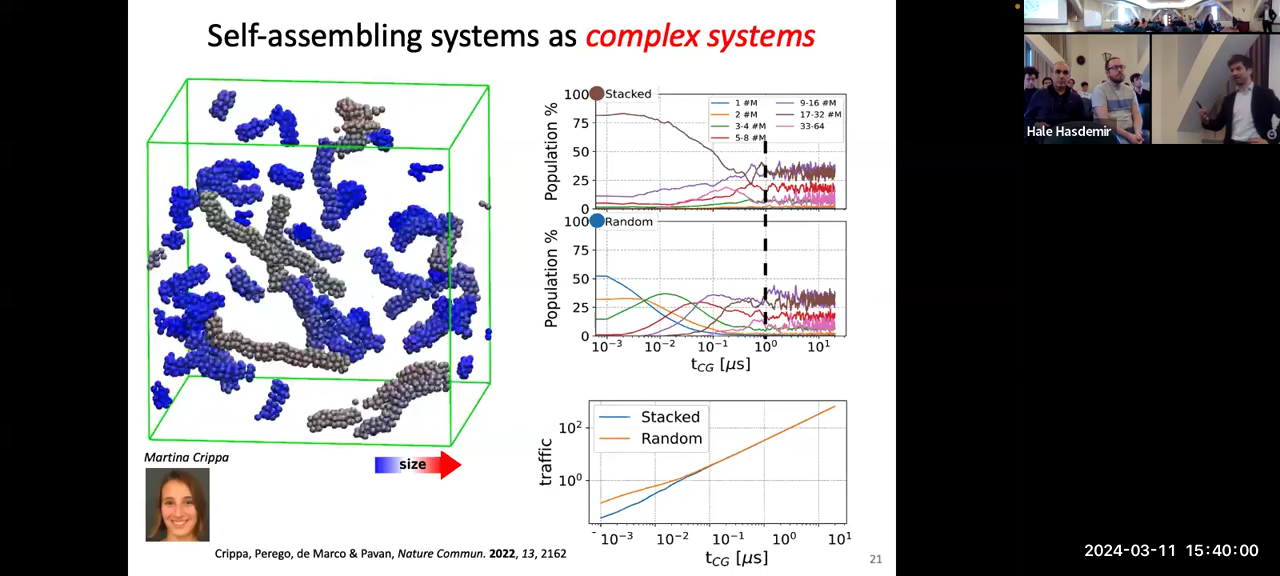 Self-assembling systems as complex systems
Martina Crippa
size
100
75
50
25
0
Population %
Stacked
1 #M
2 #M
3-4 #M
5-8 #M
9-16 #M
17-32 #M
33-64
100
75
50
25
0
Population %
Random
10⁻³ 10⁻² 10⁻¹ 10⁰ 10¹
tCG [μs]
Stacked
Random
10²
10⁰
traffic
10⁻³ 10⁻² 10⁻¹ 10⁰ 10¹
tCG [μs]
Crippa, Perego, de Marco & Pavan, Nature Commun. 2022, 13, 2162
21
Hale Hasdemir
2024-03-11 15:40:00